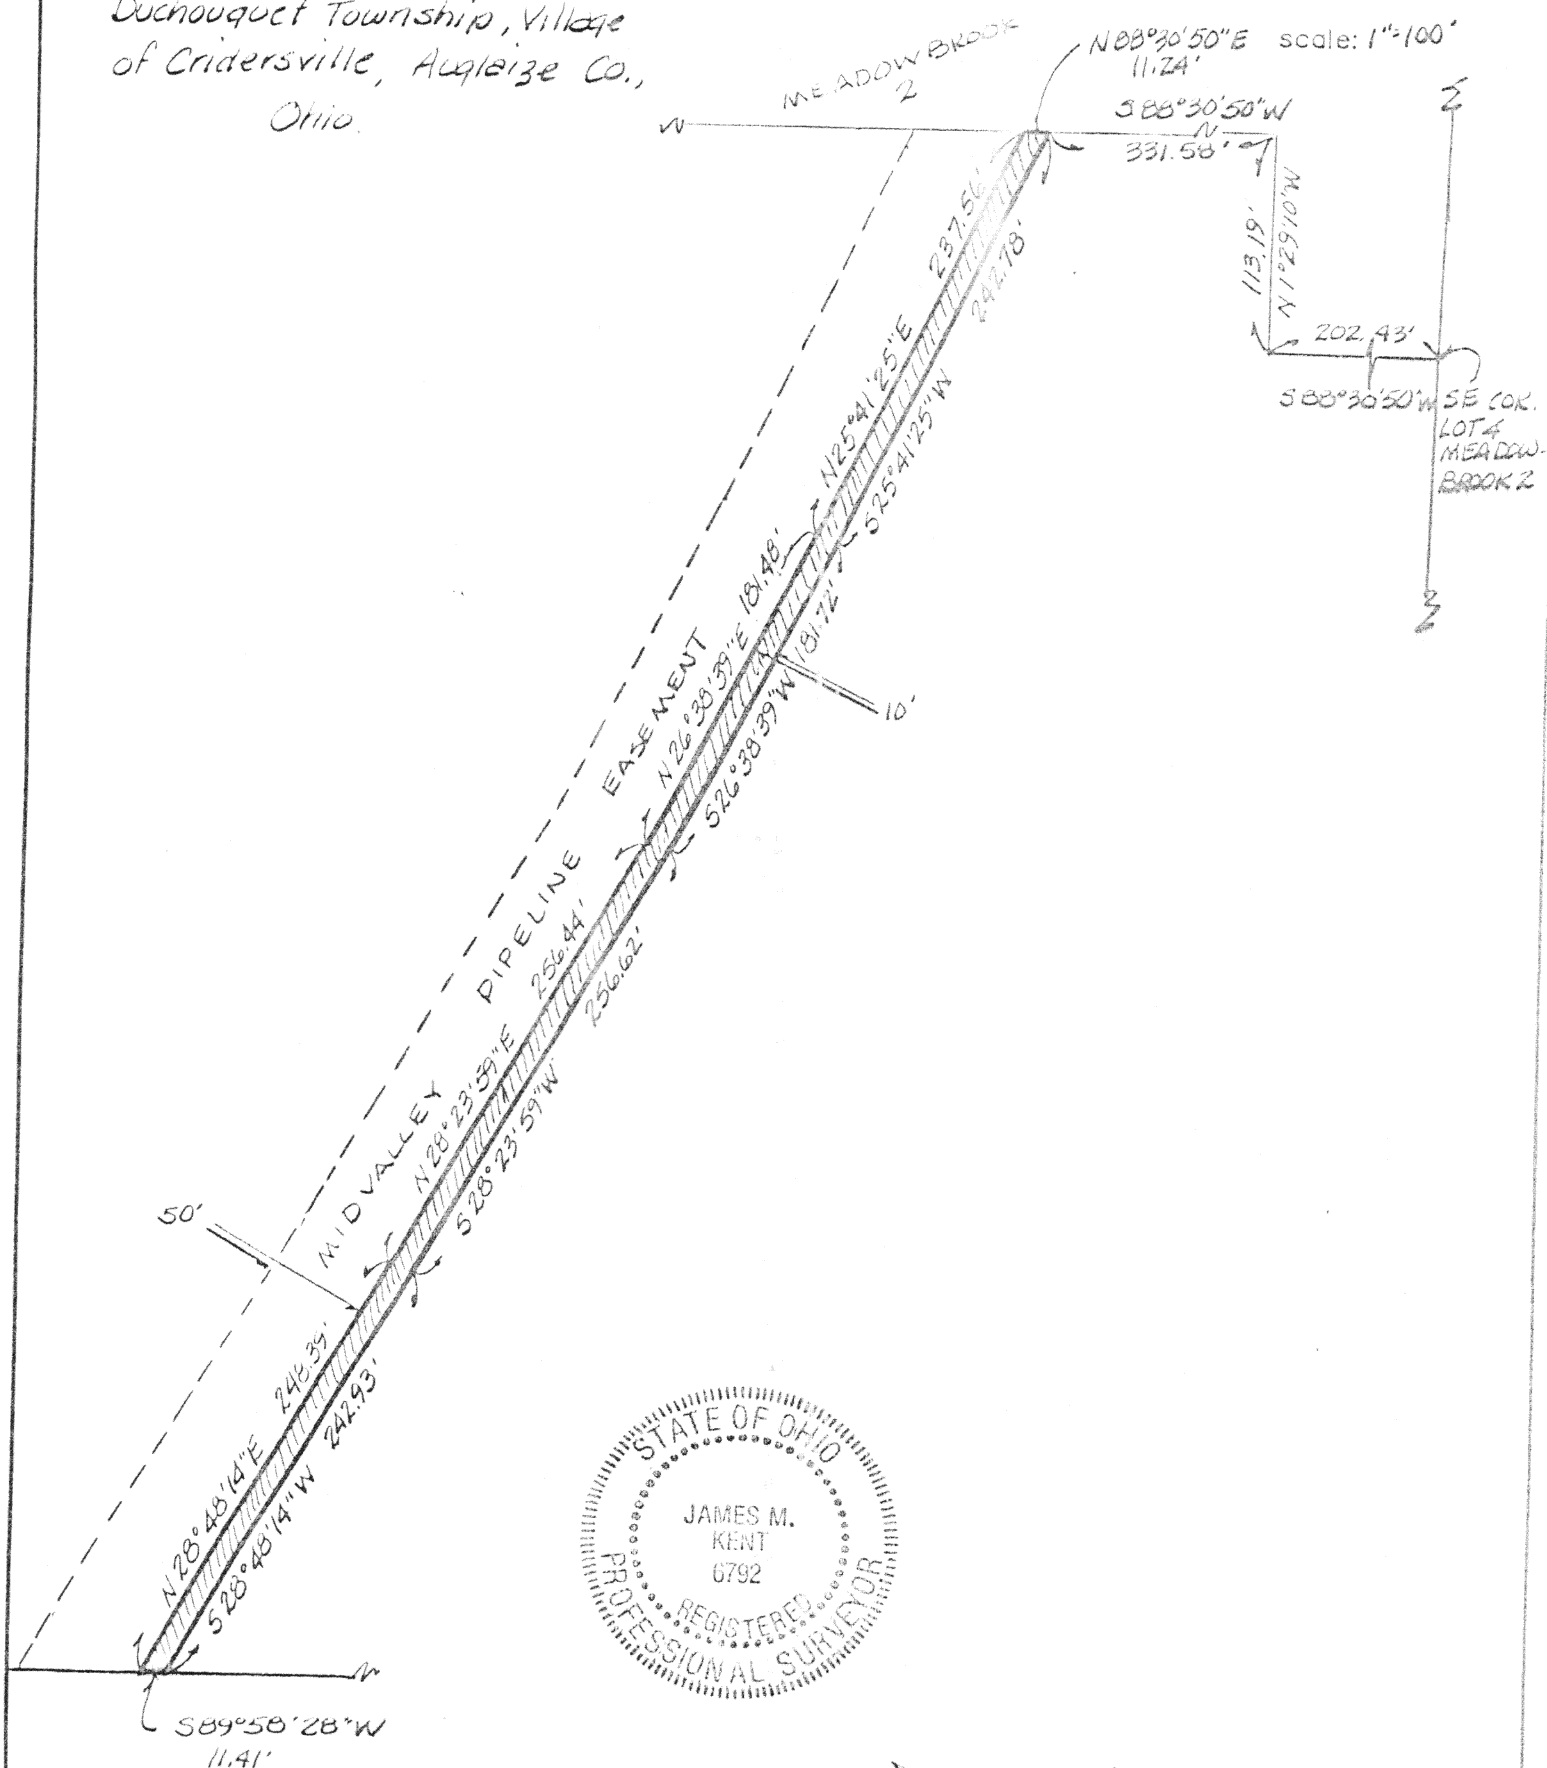 Duchouquet Township, Village
of Cridersville, Auglaize Co.,
Ohio.
MEADOW BROOK
2
N88°30'50"E
11.24'
scale: 1"=100'
S88°30'50"W
331.58'
113.19'
N1°29'10"W
202.43'
S88°30'50"W
SE COR.
LOT 4
MEADOW-
BROOK 2
237.56'
242.78'
N25°41'25"E
S25°41'25"W
181.48'
181.72'
N26°38'39"E
S26°38'39"W
10'
MIDVALLEY PIPELINE EASEMENT
256.44'
256.62'
N28°23'59"E
S28°23'59"W
50'
248.39'
242.93'
N28°48'14"E
S28°48'14"W
S89°58'28"W
11.41'
STATE OF OHIO
JAMES M.
KENT
6792
REGISTERED
PROFESSIONAL SURVEYOR